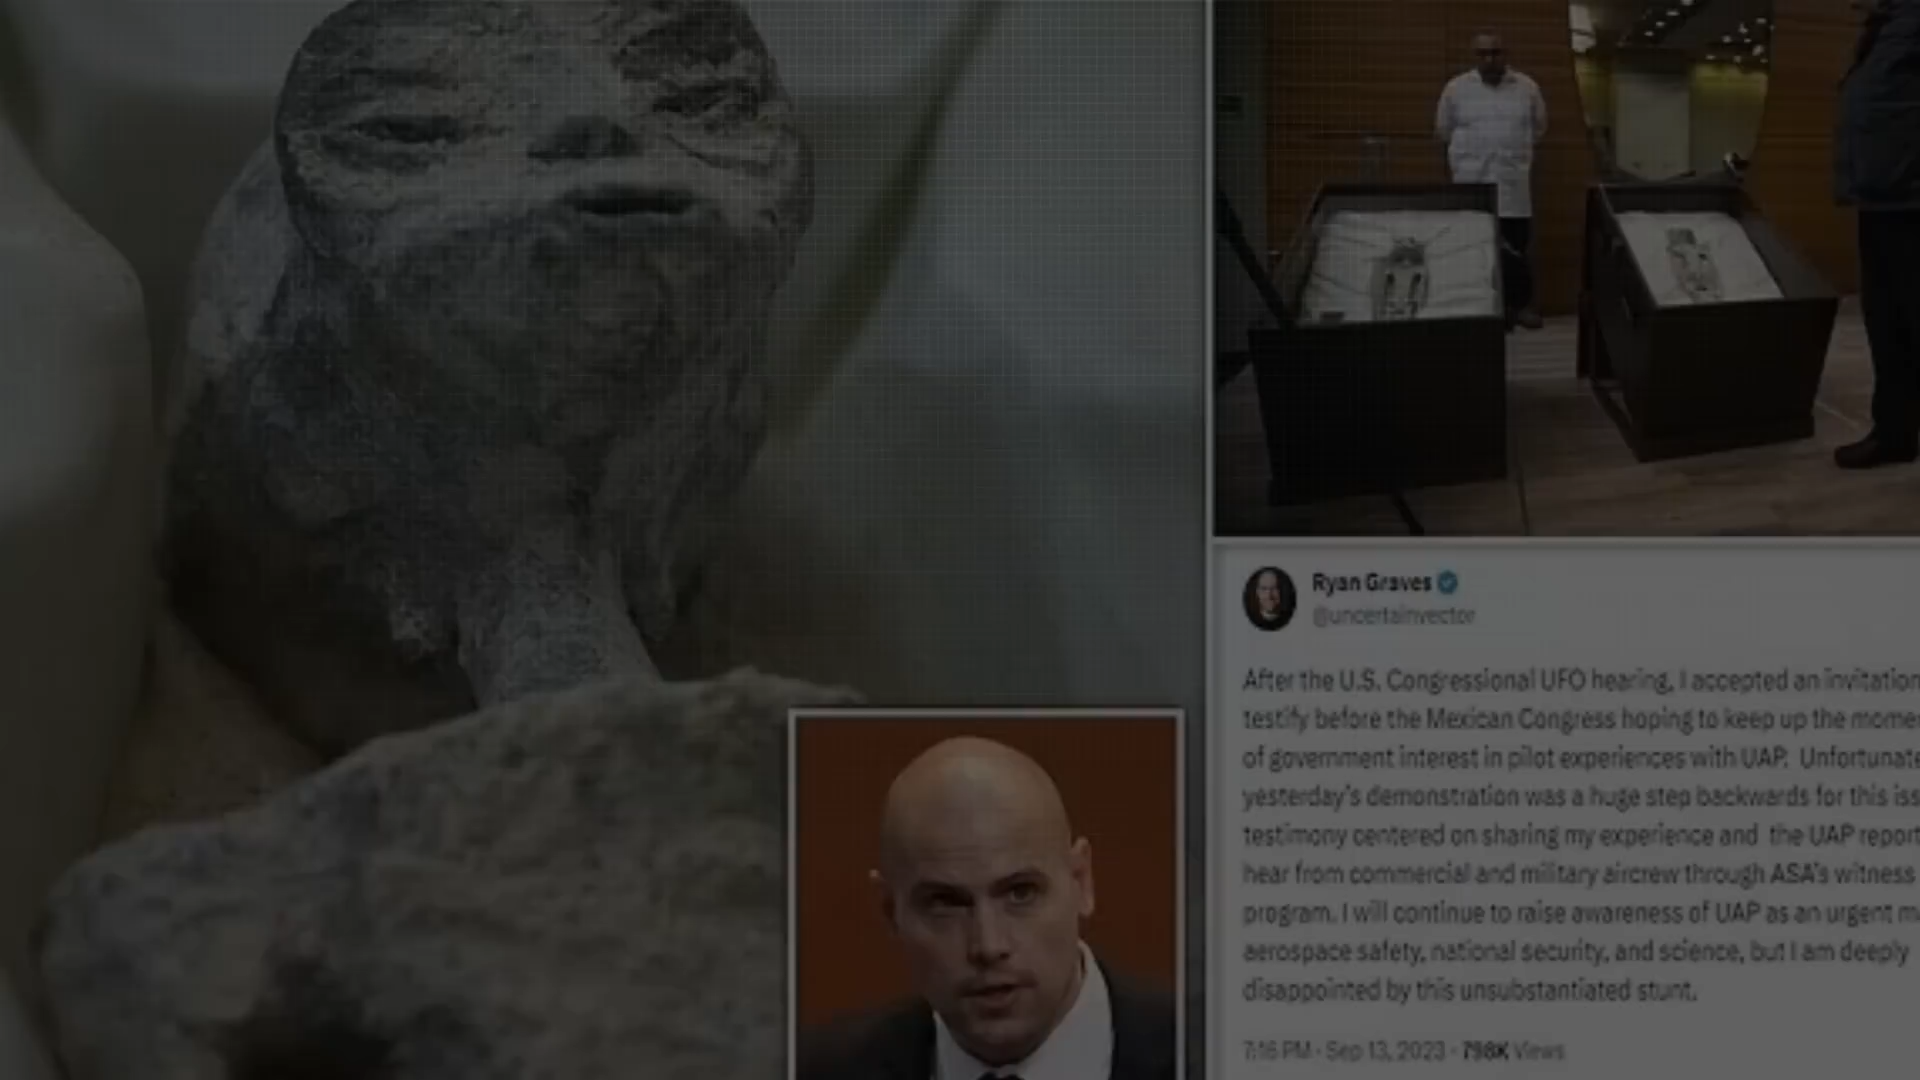 Ryan Graves
@uncertainvector
After the U.S. Congressional UFO hearing, I accepted an invitation
testify before the Mexican Congress hoping to keep up the mome
of government interest in pilot experiences with UAP. Unfortunate
yesterday's demonstration was a huge step backwards for this iss
testimony centered on sharing my experience and the UAP report
hear from commercial and military aircrew through ASA's witness
program. I will continue to raise awareness of UAP as an urgent m
aerospace safety, national security, and science, but I am deeply
disappointed by this unsubstantiated stunt.
7:16 PM · Sep 13, 2023 · 798K Views